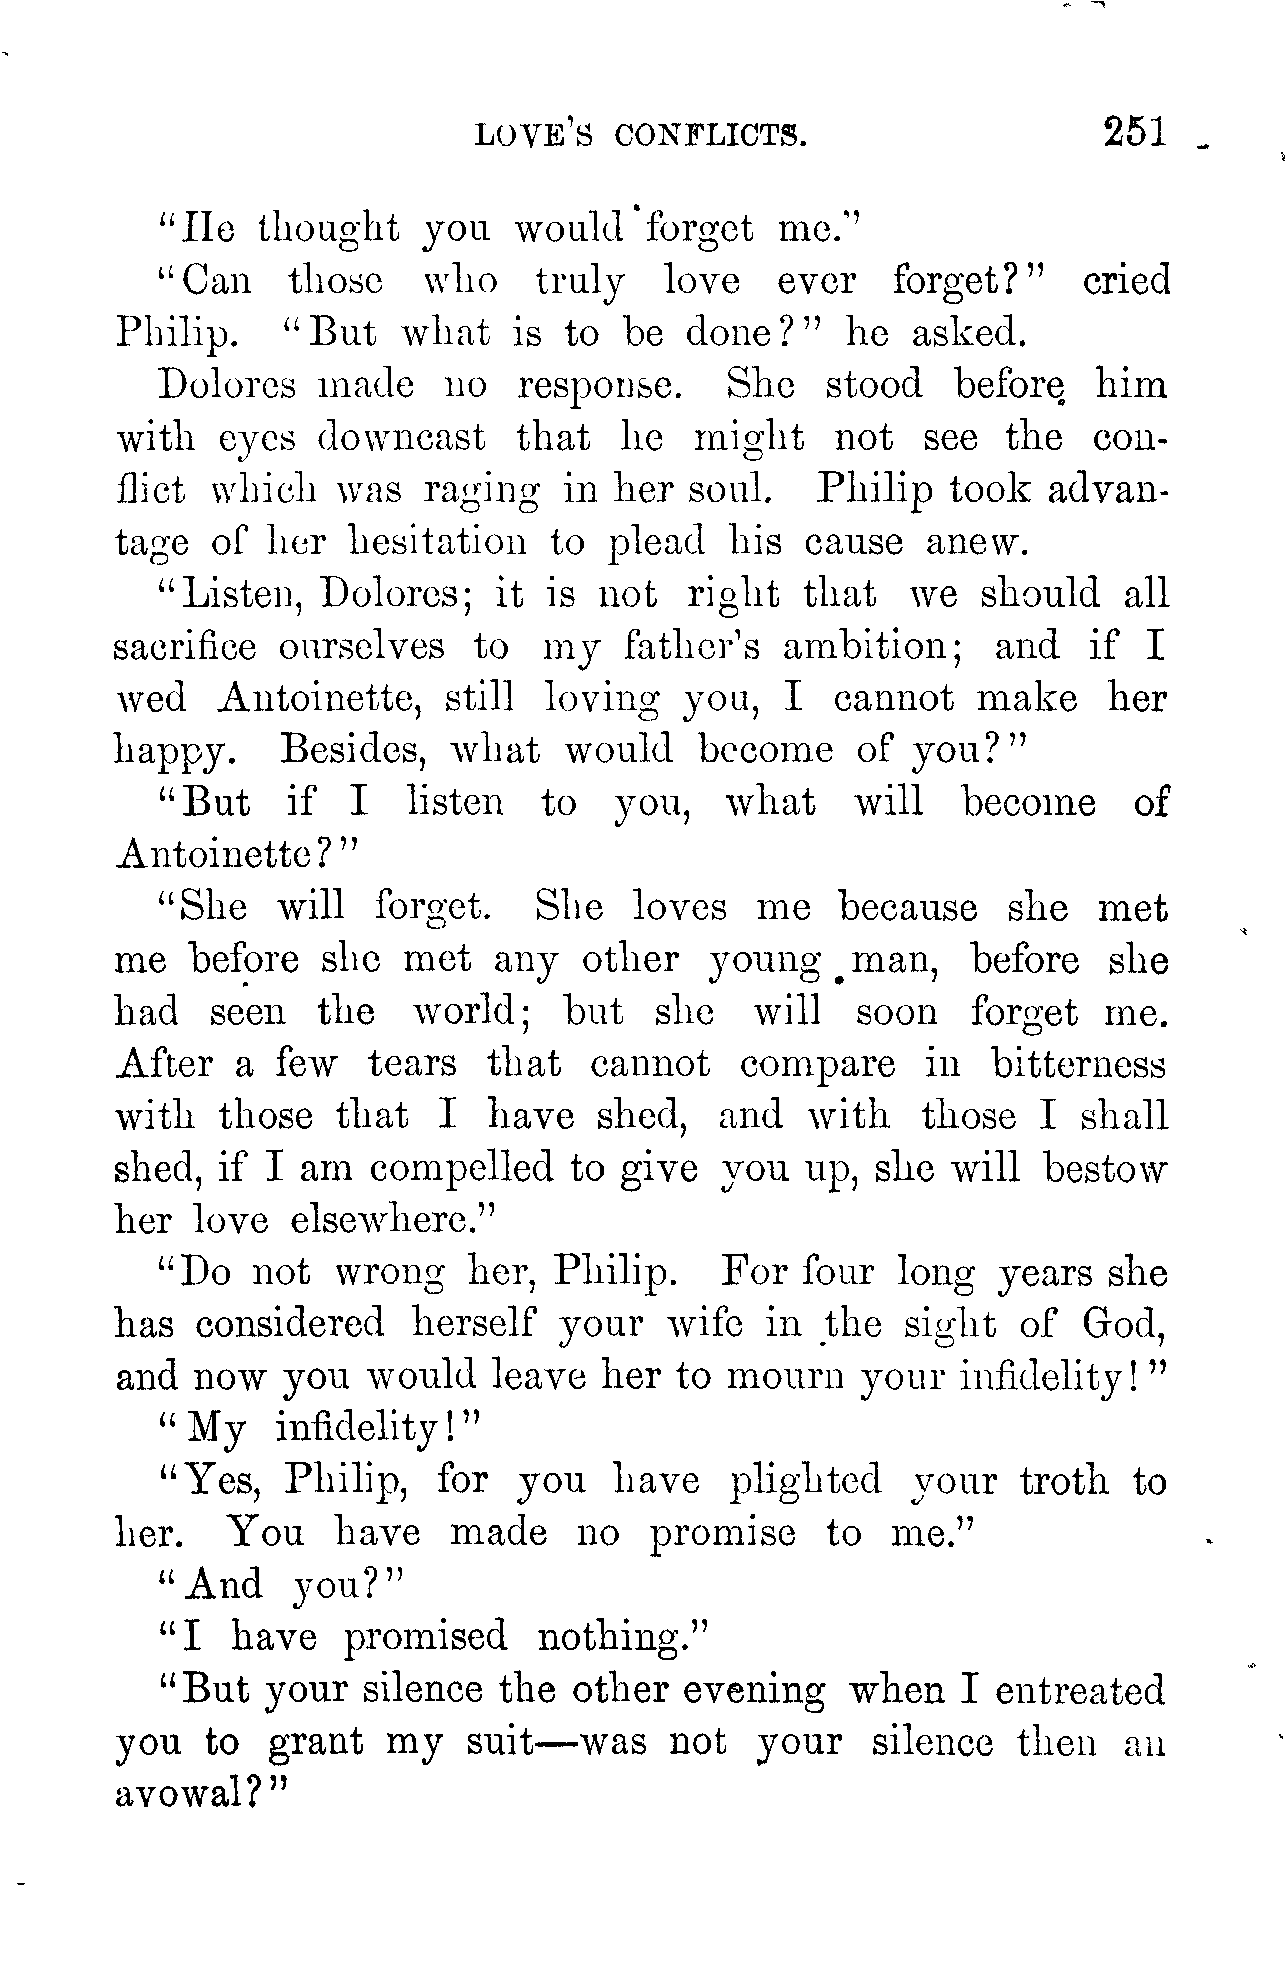 LOVE'S CONFLICTS. 251
"He thought you would forget me."
"Can those who truly love ever forget?" cried
Philip. "But what is to be done?" he asked.
Dolores made no response. She stood before him
with eyes downcast that he might not see the con-
flict which was raging in her soul. Philip took advan-
tage of her hesitation to plead his cause anew.
"Listen, Dolores; it is not right that we should all
sacrifice ourselves to my father's ambition; and if I
wed Antoinette, still loving you, I cannot make her
happy. Besides, what would become of you?"
"But if I listen to you, what will become of
Antoinette?"
"She will forget. She loves me because she met
me before she met any other young man, before she
had seen the world; but she will soon forget me.
After a few tears that cannot compare in bitterness
with those that I have shed, and with those I shall
shed, if I am compelled to give you up, she will bestow
her love elsewhere."
"Do not wrong her, Philip. For four long years she
has considered herself your wife in the sight of God,
and now you would leave her to mourn your infidelity!"
"My infidelity!"
"Yes, Philip, for you have plighted your troth to
her. You have made no promise to me."
"And you?"
"I have promised nothing."
"But your silence the other evening when I entreated
you to grant my suit—was not your silence then an
avowal?"